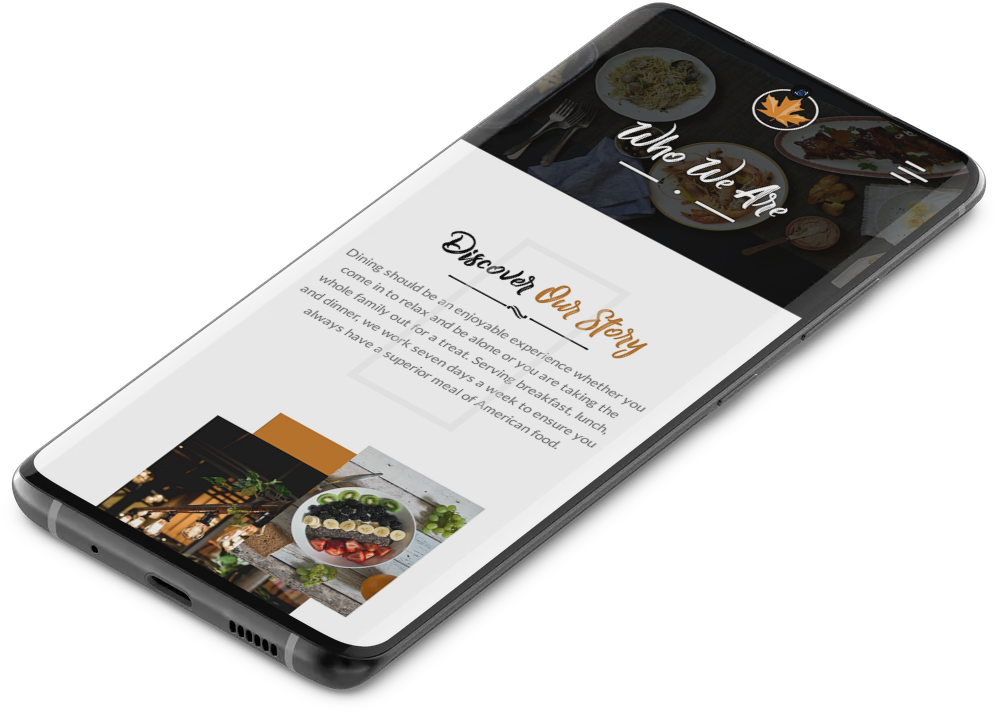 Who We Are
Discover Our Story
Dining should be an enjoyable experience whether you
come in to relax and be alone or you are taking the
whole family out for a treat. Serving breakfast, lunch,
and dinner, we work seven days a week to ensure you
always have a superior meal of American food.